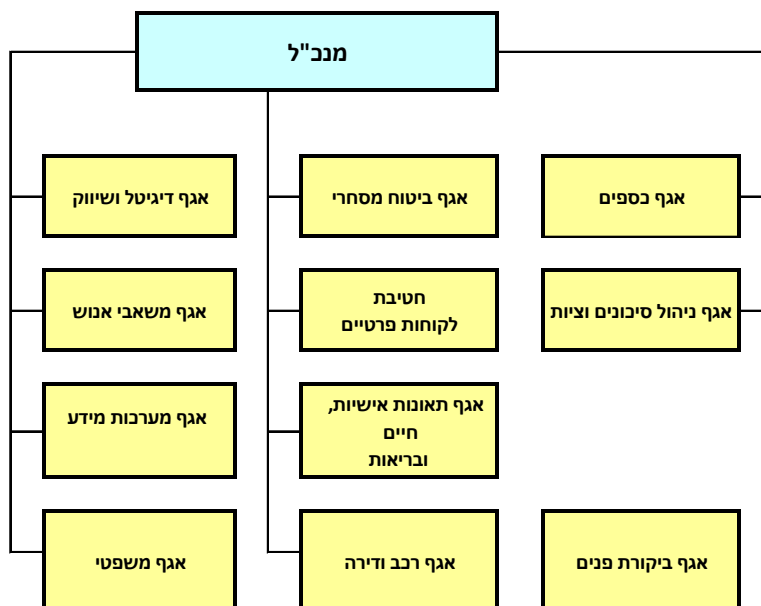 מנכ"ל
אגף כספים
אגף ביטוח מסחרי
אגף דיגיטל ושיווק
אגף ניהול סיכונים וציות
חטיבת
לקוחות פרטיים
אגף משאבי אנוש
אגף תאונות אישיות,
חיים
ובריאות
אגף מערכות מידע
אגף ביקורת פנים
אגף רכב ודירה
אגף משפטי